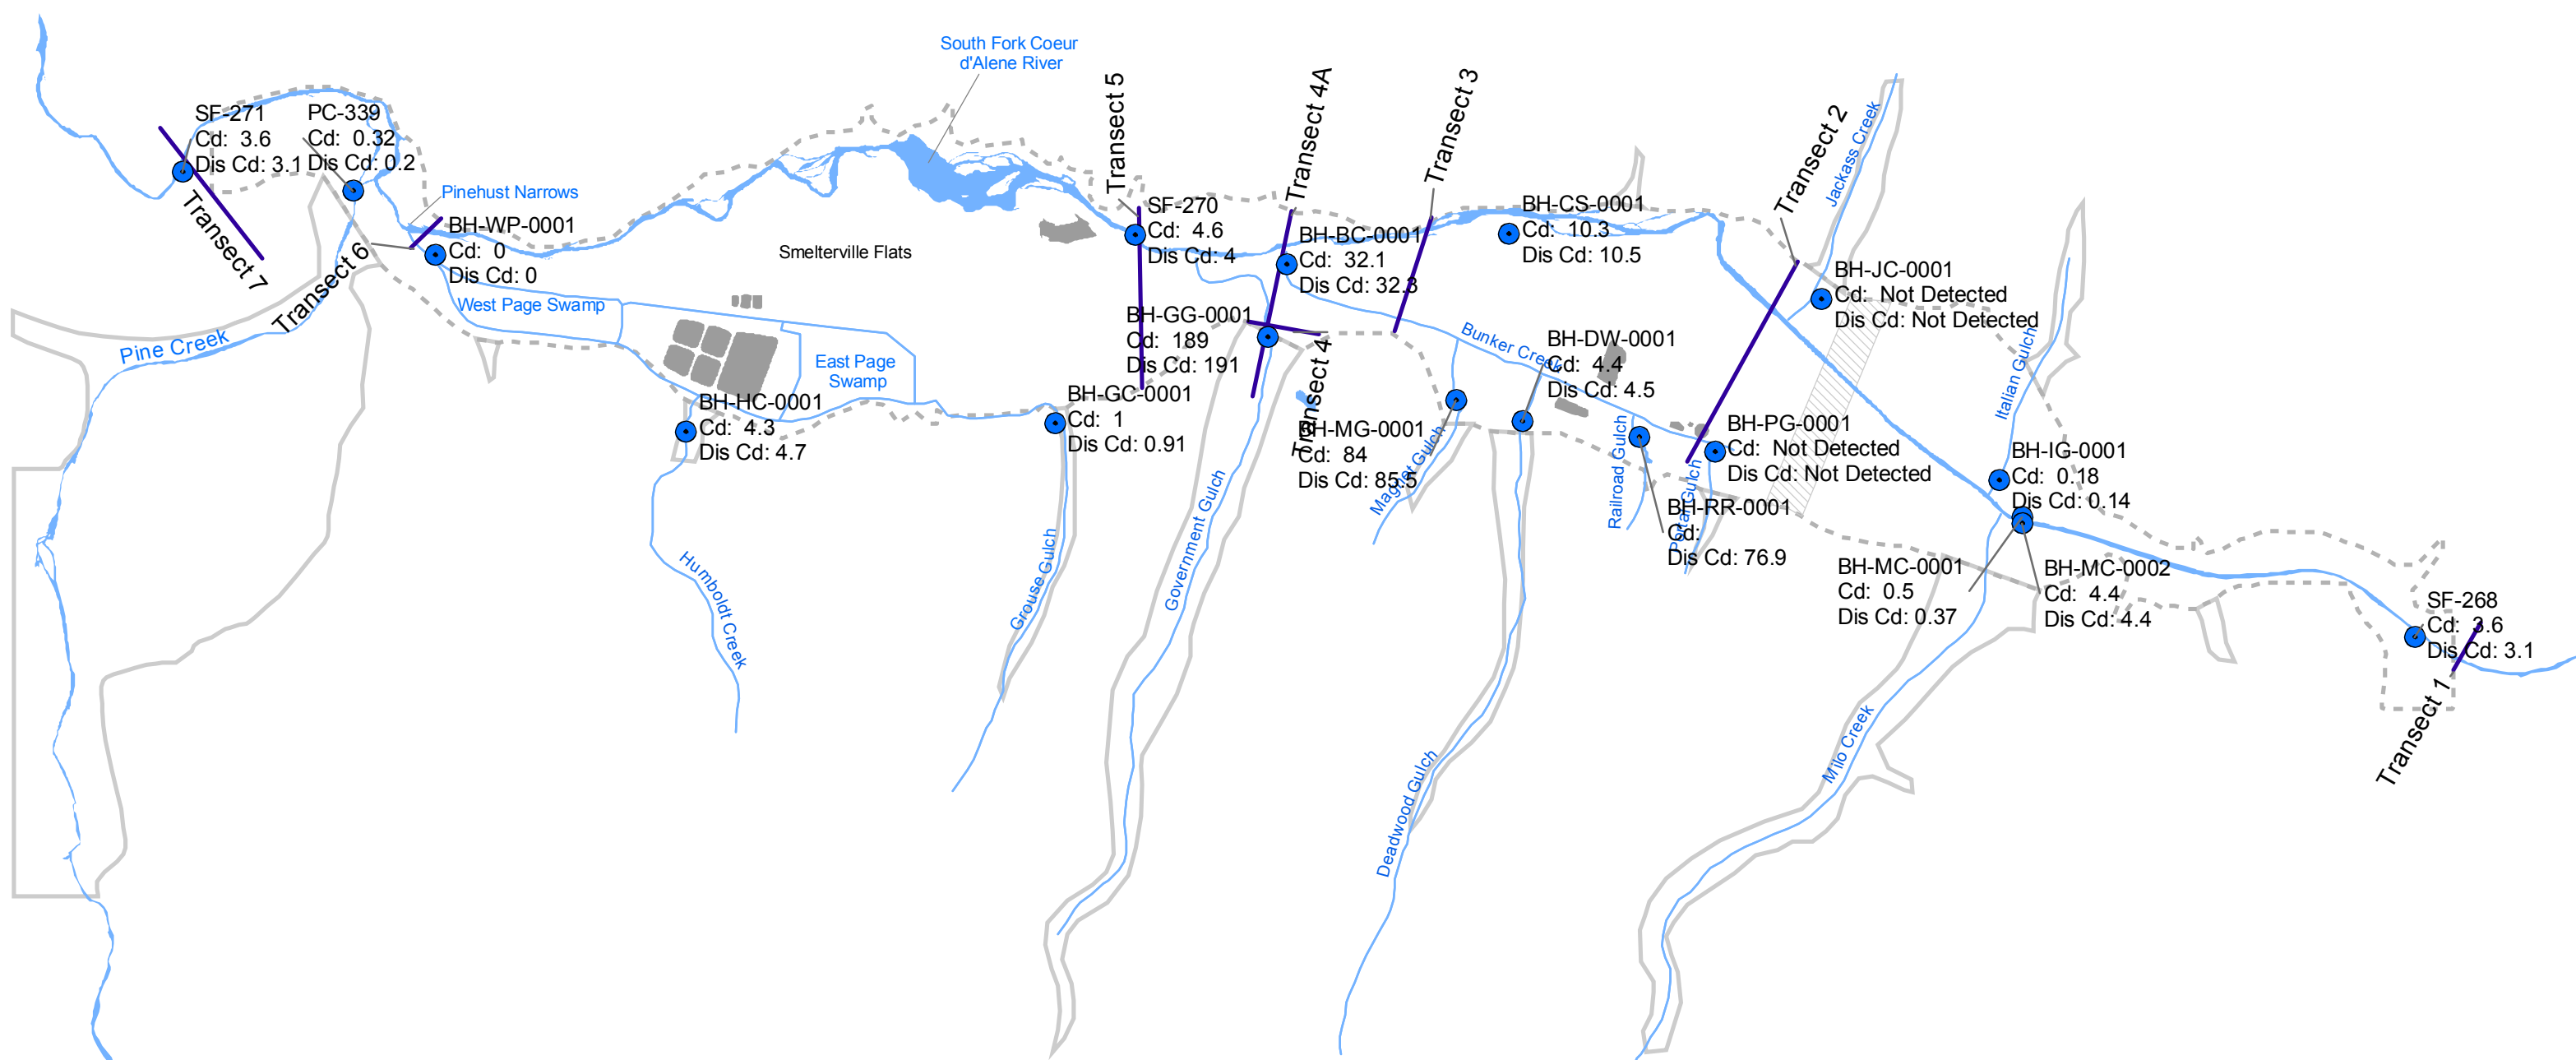 South Fork Coeur
d'Alene River
SF-271
Cd: 3.6
Dis Cd: 3.1
PC-339
Cd: 0.32
Dis Cd: 0.2
Transect 7
Transect 6
Pinehust Narrows
BH-WP-0001
Cd: 0
Dis Cd: 0
West Page Swamp
Pine Creek
Smelterville Flats
East Page
Swamp
BH-HC-0001
Cd: 4.3
Dis Cd: 4.7
Humboldt Creek
Transect 5
SF-270
Cd: 4.6
Dis Cd: 4
BH-GC-0001
Cd: 1
Dis Cd: 0.91
Grouse Gulch
Transect 4A
BH-BC-0001
Cd: 32.1
Dis Cd: 32.3
BH-GG-0001
Cd: 189
Dis Cd: 191
Government Gulch
Transect 4
Transect 3
BH-CS-0001
Cd: 10.3
Dis Cd: 10.5
Bunker Creek
BH-DW-0001
Cd: 4.4
Dis Cd: 4.5
BH-MG-0001
Cd: 84
Dis Cd: 85.5
Magnet Gulch
Deadwood Gulch
Railroad Gulch
Portal Gulch
BH-RR-0001
Cd:
Dis Cd: 76.9
Transect 2
Jackass Creek
BH-JC-0001
Cd: Not Detected
Dis Cd: Not Detected
BH-PG-0001
Cd: Not Detected
Dis Cd: Not Detected
Italian Gulch
BH-IG-0001
Cd: 0.18
Dis Cd: 0.14
BH-MC-0001
Cd: 0.5
Dis Cd: 0.37
BH-MC-0002
Cd: 4.4
Dis Cd: 4.4
Milo Creek
SF-268
Cd: 3.6
Dis Cd: 3.1
Transect 1